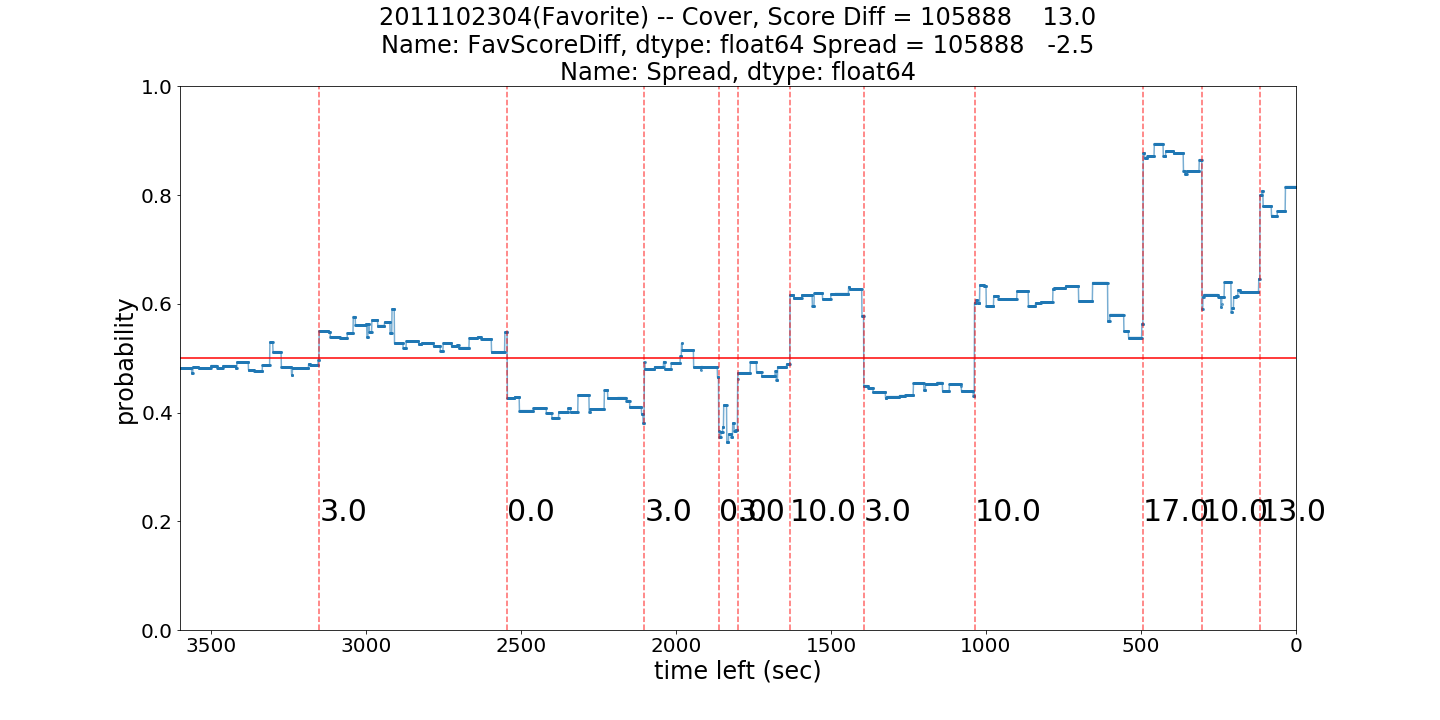 2011102304(Favorite) -- Cover, Score Diff = 105888    13.0
Name: FavScoreDiff, dtype: float64 Spread = 105888   -2.5
Name: Spread, dtype: float64
probability
1.0
0.8
0.6
0.4
0.2
0.0
3.0 0.0 3.0 0.0 3.0 10.0 3.0 10.0 17.0 10.0 13.0
3500 3000 2500 2000 1500 1000 500 0
time left (sec)